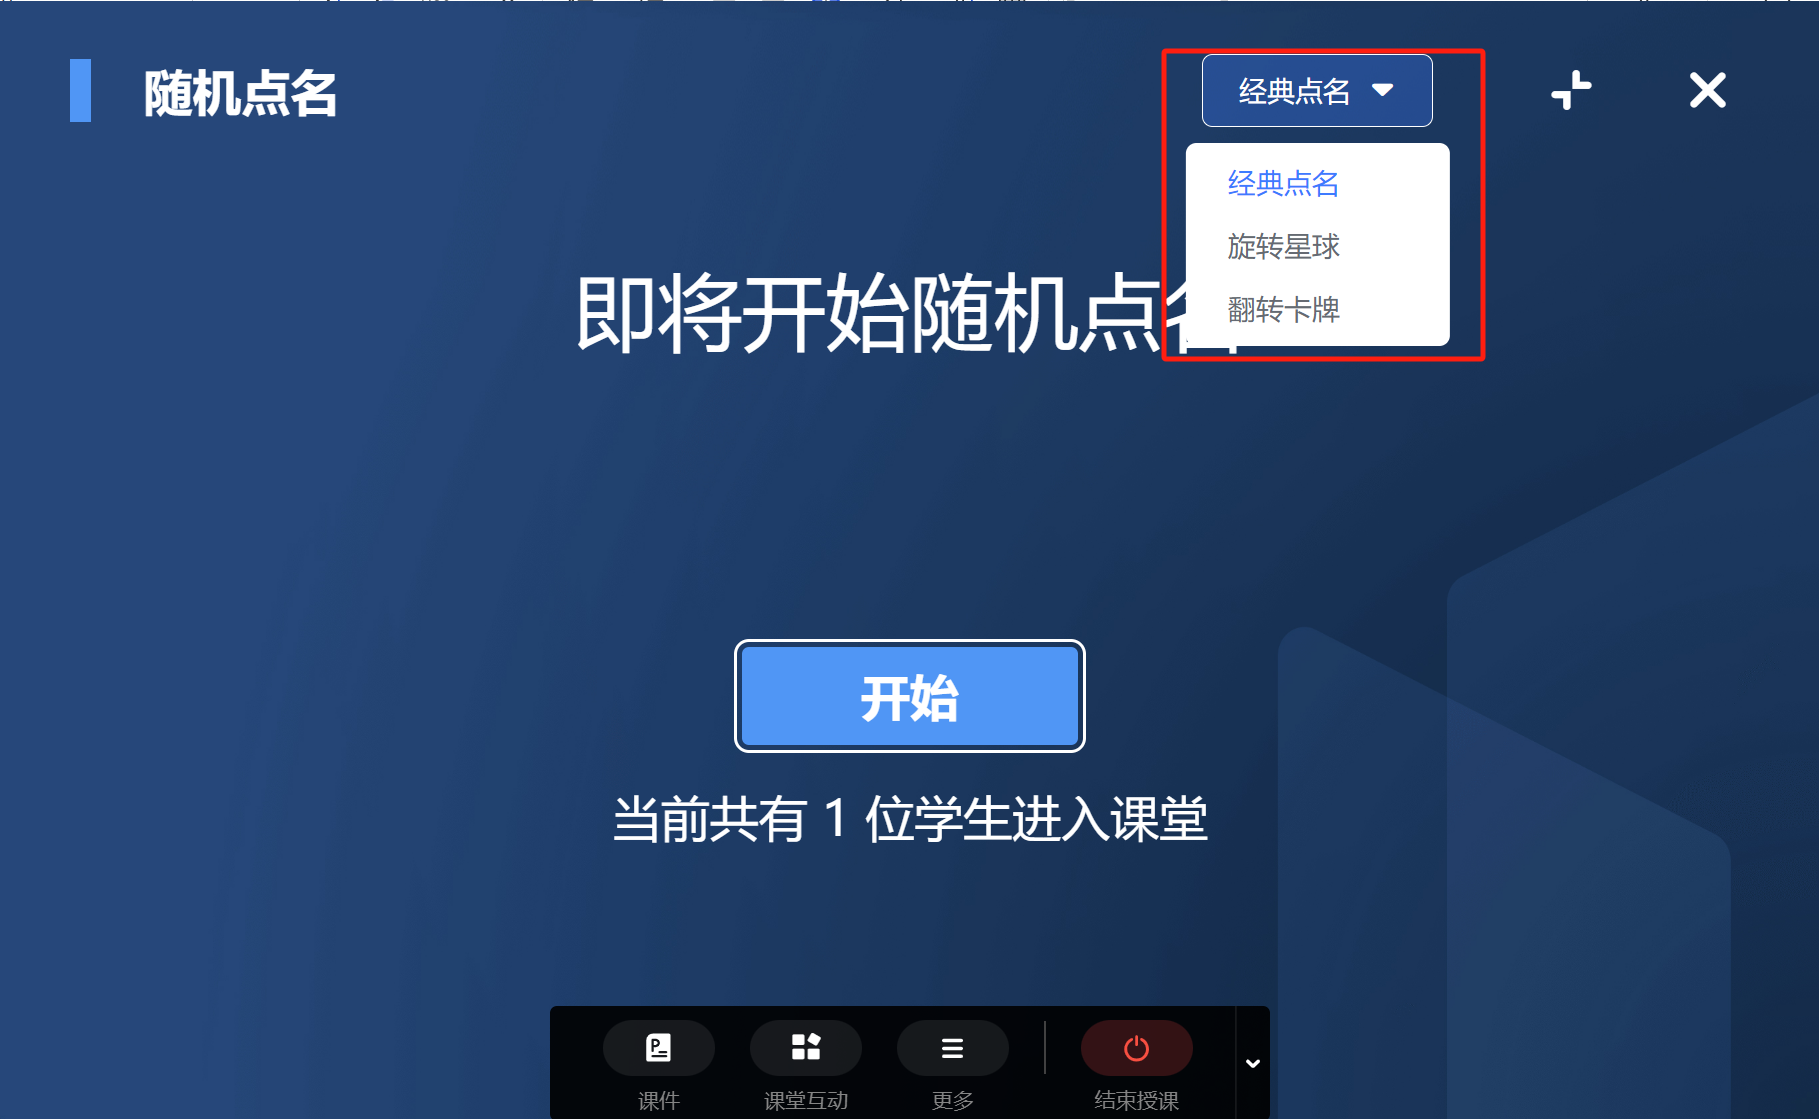 随机点名
经典点名
经典点名
旋转星球
翻转卡牌
即将开始随机点名
开始
当前共有 1 位学生进入课堂
课件
课堂互动
更多
结束授课